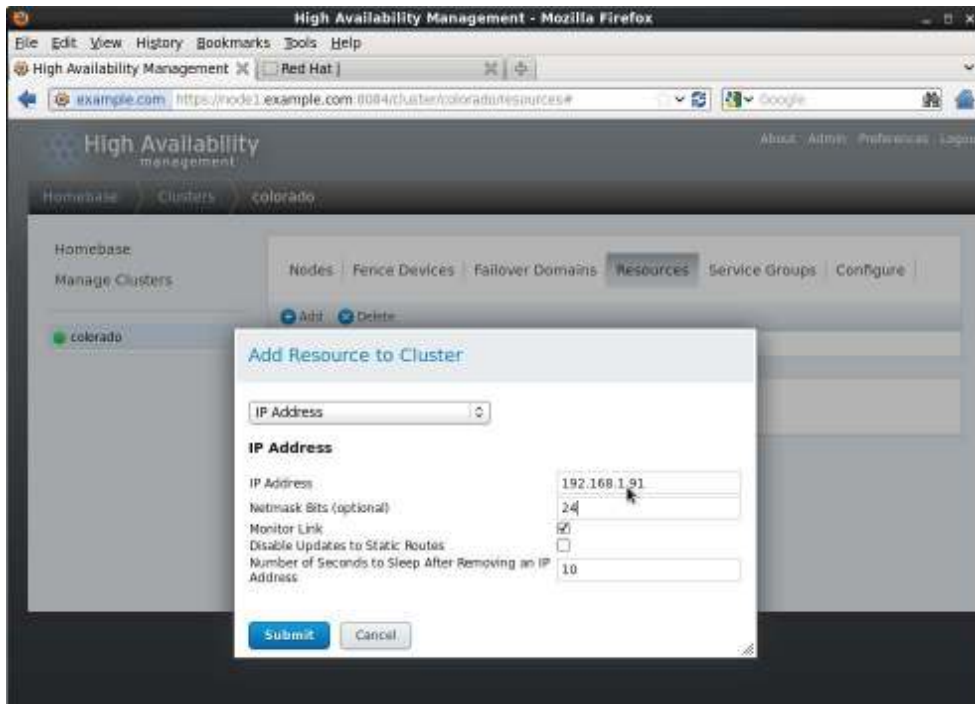 High Availability Management - Mozilla Firefox
File Edit View History Bookmarks Tools Help
High Availability Management Red Hat |
example.com https://node1.example.com:8084/cluster/colorado/resources# Google
High Availability
management
About Admin Preferences Logout
Homebase Clusters colorado
Homebase
Manage Clusters
colorado
Nodes Fence Devices Failover Domains Resources Service Groups Configure
Add Delete
Add Resource to Cluster
IP Address
IP Address
IP Address 192.168.1.91
Netmask Bits (optional) 24
Monitor Link
Disable Updates to Static Routes
Number of Seconds to Sleep After Removing an IP
Address 10
Submit Cancel